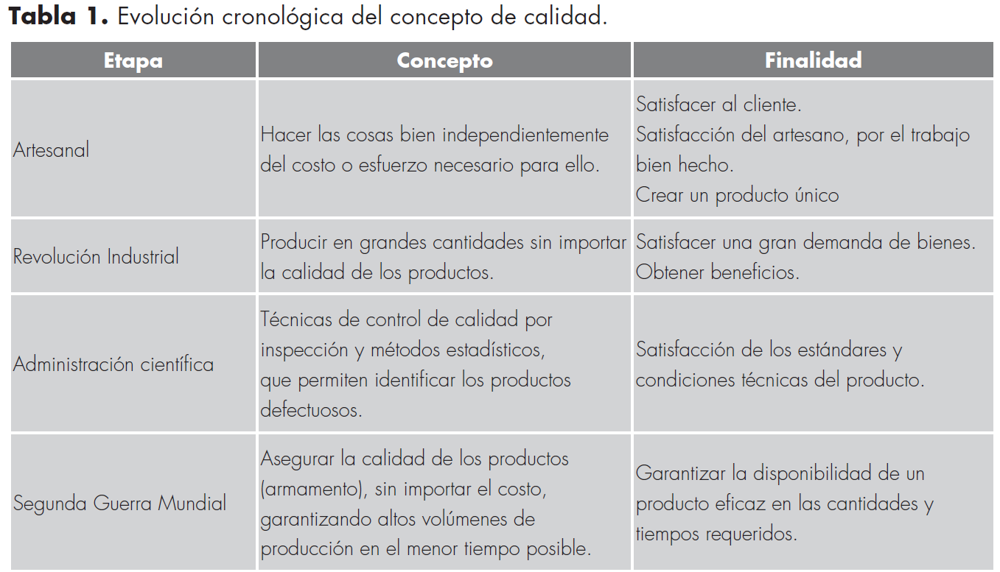 Tabla 1. Evolución cronológica del concepto de calidad.
Etapa
Concepto
Finalidad
Artesanal
Hacer las cosas bien independientemente
del costo o esfuerzo necesario para ello.
Satisfacer al cliente.
Satisfacción del artesano, por el trabajo
bien hecho.
Crear un producto único
Revolución Industrial
Producir en grandes cantidades sin importar
la calidad de los productos.
Satisfacer una gran demanda de bienes.
Obtener beneficios.
Administración científica
Técnicas de control de calidad por
inspección y métodos estadísticos,
que permiten identificar los productos
defectuosos.
Satisfacción de los estándares y
condiciones técnicas del producto.
Segunda Guerra Mundial
Asegurar la calidad de los productos
(armamento), sin importar el costo,
garantizando altos volúmenes de
producción en el menor tiempo posible.
Garantizar la disponibilidad de un
producto eficaz en las cantidades y
tiempos requeridos.